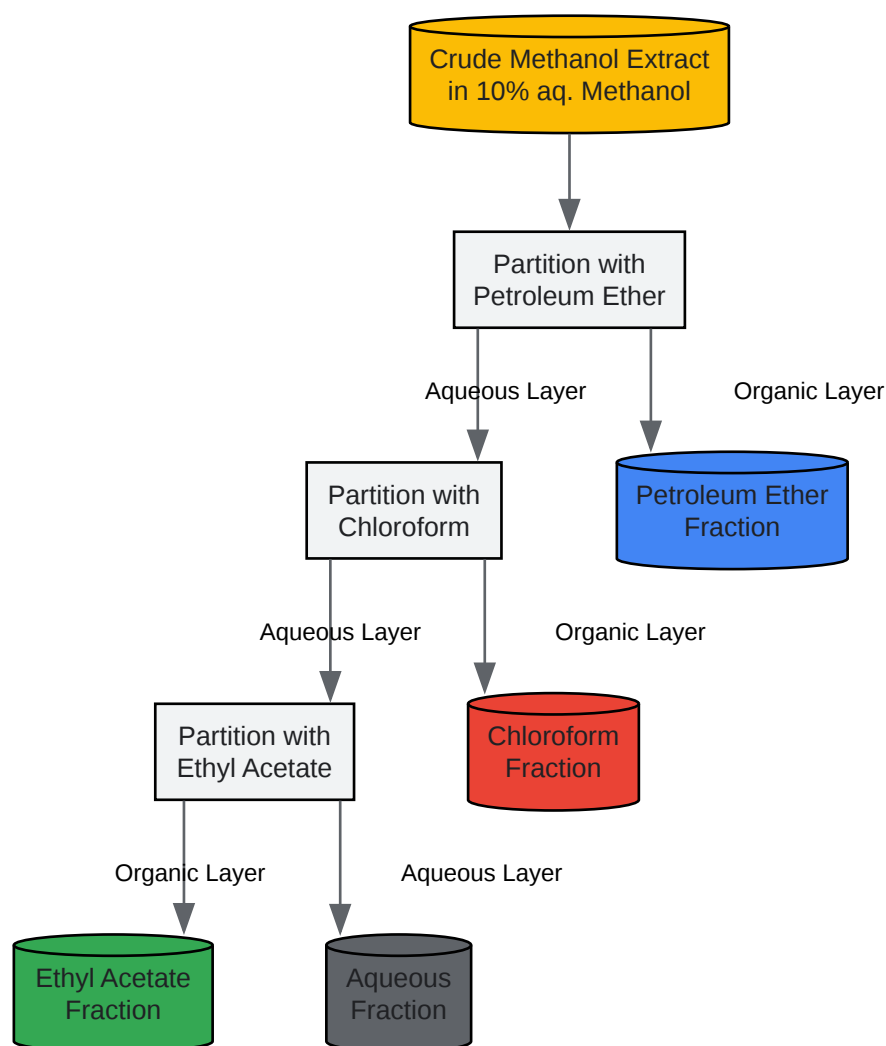 Crude Methanol Extract
in 10% aq. Methanol
Partition with
Petroleum Ether
Aqueous Layer
Organic Layer
Partition with
Chloroform
Petroleum Ether
Fraction
Aqueous Layer
Organic Layer
Partition with
Ethyl Acetate
Chloroform
Fraction
Organic Layer
Aqueous Layer
Ethyl Acetate
Fraction
Aqueous
Fraction